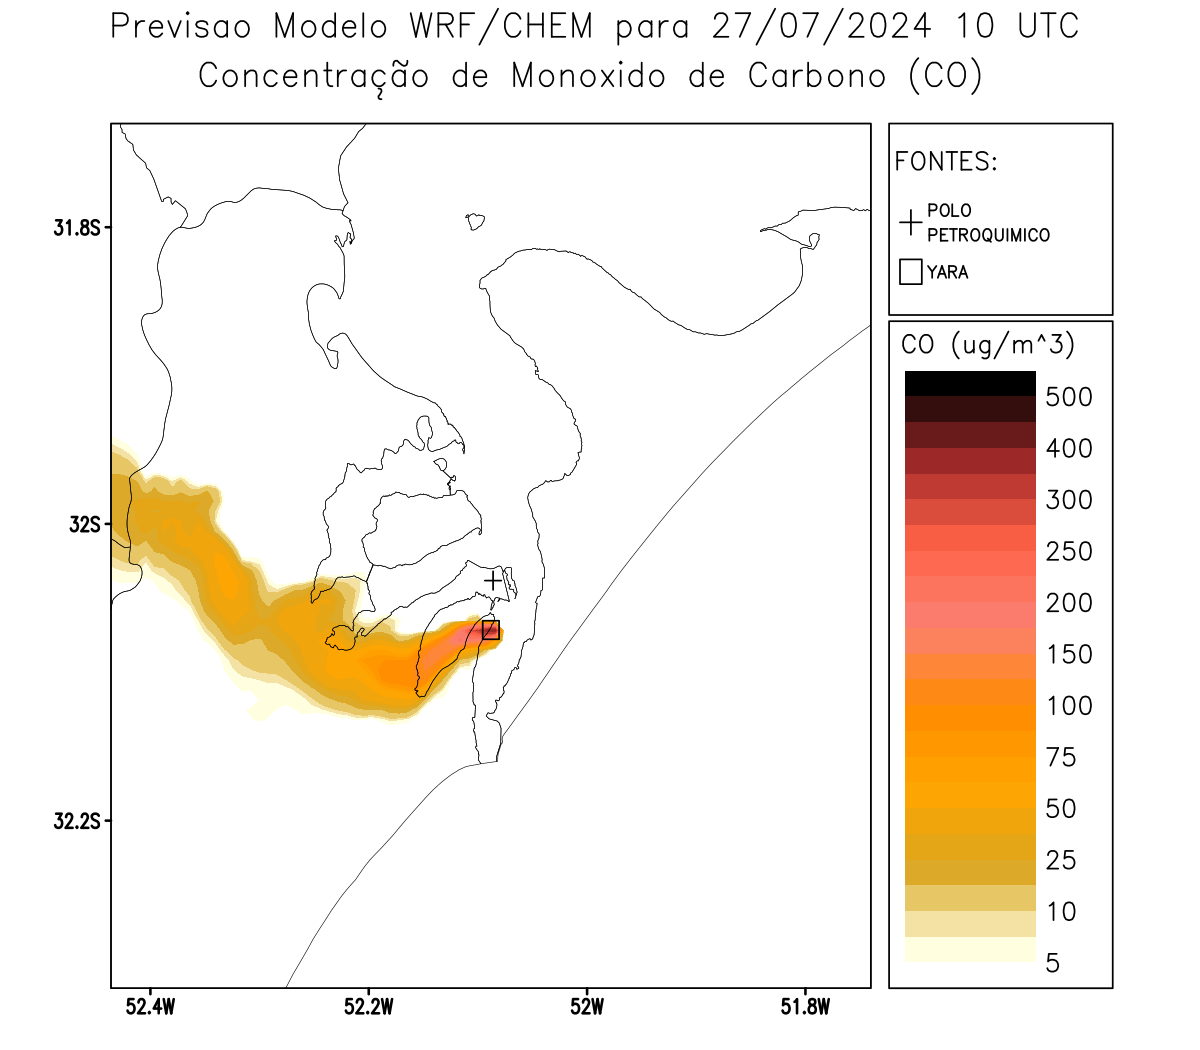 Previsao Modelo WRF/CHEM para 27/07/2024 10 UTC
Concentração de Monoxido de Carbono (CO)
FONTES:
POLO
PETROQUIMICO
YARA
CO (ug/m^3)
500
400
300
250
200
150
100
75
50
25
10
5
31.8S
32S
32.2S
52.4W
52.2W
52W
51.8W